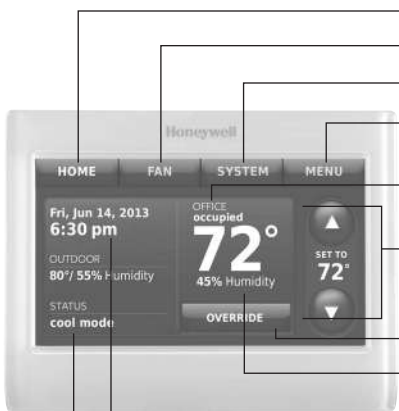 Honeywell
HOME FAN SYSTEM MENU
Fri, Jun 14, 2013
6:30 pm
OUTDOOR
80°/ 55% Humidity
STATUS
cool mode
OFFICE
occupied
72°
45% Humidity
OVERRIDE
SET TO
72°